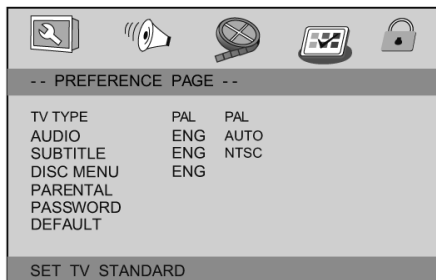 -- PREFERENCE PAGE --
TV TYPE PAL PAL
AUDIO ENG AUTO
SUBTITLE ENG NTSC
DISC MENU ENG
PARENTAL
PASSWORD
DEFAULT
SET TV STANDARD